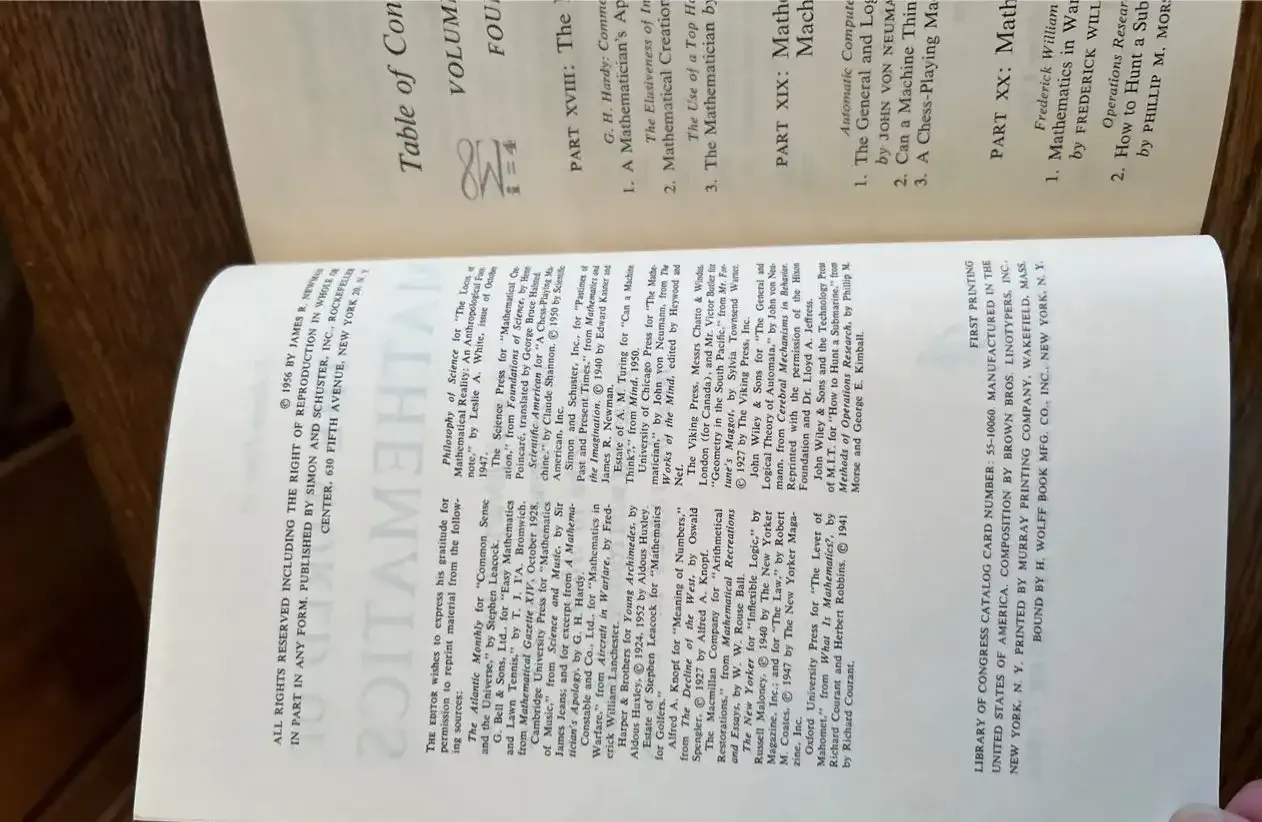 ALL RIGHTS RESERVED INCLUDING THE RIGHT OF REPRODUCTION IN WHOLE OR
IN PART IN ANY FORM. PUBLISHED BY SIMON AND SCHUSTER, INC., ROCKEFELLER
CENTER, 630 FIFTH AVENUE, NEW YORK 20, N. Y.
© 1956 BY JAMES R. NEWMAN
THE EDITOR wishes to express his gratitude for
permission to reprint material from the follow-
ing sources:
The Atlantic Monthly for "Common Sense
and the Universe," by Stephen Leacock.
G. Bell & Sons, Ltd., for "Easy Mathematics
and Lawn Tennis," by T. J. I'A. Bromwich,
from Mathematical Gazette XIV, October 1928.
Cambridge University Press for "Mathematics
of Music," from Science and Music, by Sir
James Jeans; and for excerpt from A Mathema-
tician's Apology, by G. H. Hardy.
Constable and Co., Ltd., for "Mathematics in
Warfare," from Aircraft in Warfare, by Fred-
erick William Lanchester.
Harper & Brothers for Young Archimedes, by
Aldous Huxley, © 1924, 1952 by Aldous Huxley.
Estate of Stephen Leacock for "Mathematics
for Golfers."
Alfred A. Knopf for "Meaning of Numbers,"
from The Decline of the West, by Oswald
Spengler, © 1927 by Alfred A. Knopf.
The Macmillan Company for "Arithmetical
Restorations," from Mathematical Recreations
and Essays, by W. W. Rouse Ball.
The New Yorker for "Inflexible Logic," by
Russell Maloney, © 1940 by The New Yorker
Magazine, Inc.; and for "The Law," by Robert
M. Coates, © 1947 by The New Yorker Maga-
zine, Inc.
Oxford University Press for "The Lever of
Mahomet," from What Is Mathematics?, by
Richard Courant and Herbert Robbins, © 1941
by Richard Courant.
Philosophy of Science for "The Locus of
Mathematical Reality: An Anthropological Foot-
note," by Leslie A. White, issue of October
1947.
The Science Press for "Mathematical Cre-
ation," from Foundations of Science, by Henri
Poincaré, translated by George Bruce Halsted.
Scientific American for "A Chess-Playing Ma-
chine," by Claude Shannon. © 1950 by Scientific
American, Inc.
Simon and Schuster, Inc., for "Pastimes of
Past and Present Times," from Mathematics and
the Imagination. © 1940 by Edward Kasner and
James R. Newman.
Estate of A. M. Turing for "Can a Machine
Think?," from Mind, 1950.
University of Chicago Press for "The Mathe-
matician," by John von Neumann, from The
Works of the Mind, edited by Heywood and
Nef.
The Viking Press, Messrs Chatto & Windus,
London (for Canada), and Mr. Victor Butler for
"Geometry in the South Pacific," from Mr. For-
tune's Maggot, by Sylvia Townsend Warner.
© 1927 by The Viking Press, Inc.
John Wiley & Sons for "The General and
Logical Theory of Automata," by John von Neu-
mann, from Cerebral Mechanisms in Behavior.
Reprinted with the permission of the Hixon
Foundation and Dr. Lloyd A. Jeffress.
John Wiley & Sons and the Technology Press
of M.I.T. for "How to Hunt a Submarine," from
Methods of Operations Research, by Phillip M.
Morse and George E. Kimball.
FIRST PRINTING
LIBRARY OF CONGRESS CATALOG CARD NUMBER: 55-10060. MANUFACTURED IN THE
UNITED STATES OF AMERICA. COMPOSITION BY BROWN BROS. LINOTYPERS, INC.,
NEW YORK, N. Y. PRINTED BY MURRAY PRINTING COMPANY, WAKEFIELD, MASS.
BOUND BY H. WOLFF BOOK MFG. CO., INC., NEW YORK, N. Y.
Table of Con
VOLUM
FOU
i=4
PART XVIII: The
G. H. Hardy: Comme
1. A Mathematician's Ap
The Elusiveness of In
2. Mathematical Creation
The Use of a Top Ha
3. The Mathematician by
PART XIX: Mathe
Mach
Automatic Compute
1. The General and Log
by JOHN VON NEUMA
2. Can a Machine Thin
3. A Chess-Playing Mac
PART XX: Math
Frederick William
1. Mathematics in War
by FREDERICK WILL
Operations Resear
2. How to Hunt a Sub
by PHILLIP M. MORS